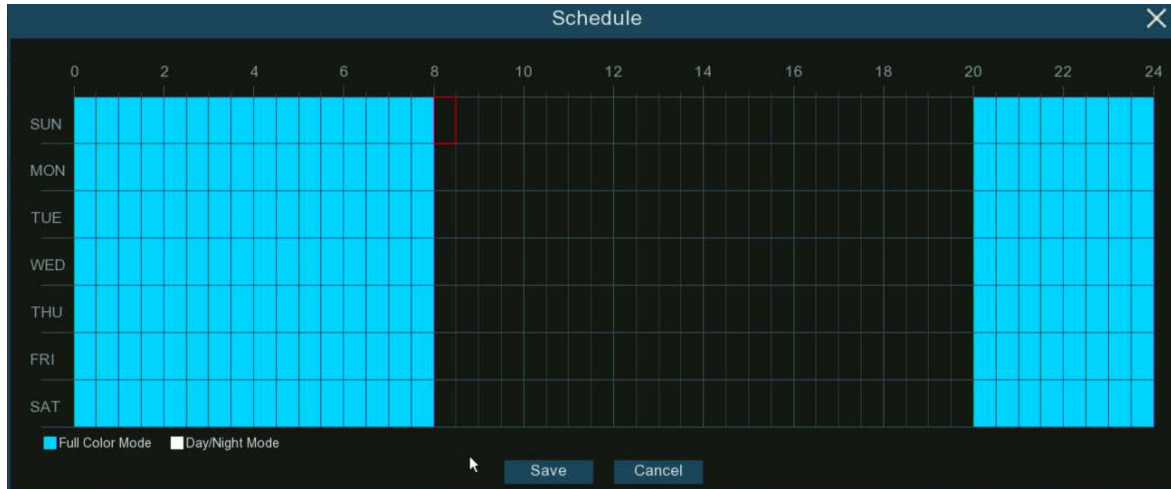 Schedule
0 2 4 6 8 10 12 14 16 18 20 22 24
SUN
MON
TUE
WED
THU
FRI
SAT
Full Color Mode Day/Night Mode
Save Cancel